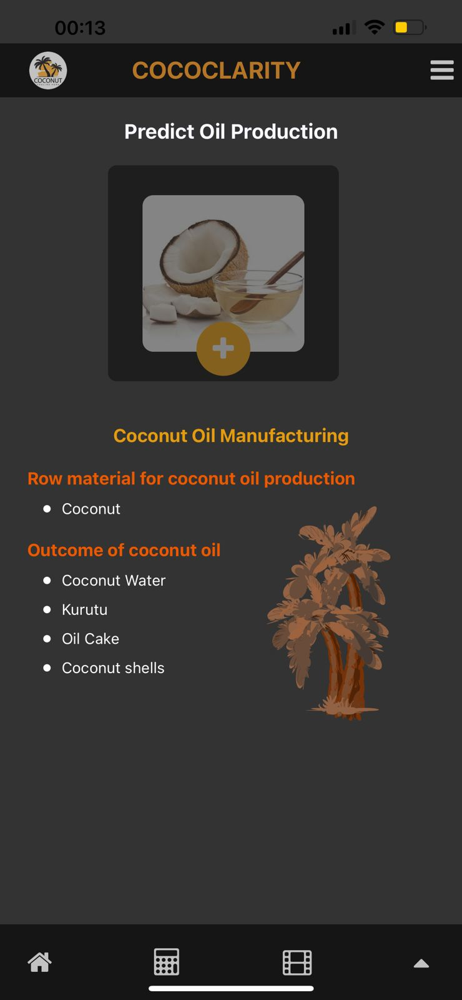 00:13
COCONUT
COCOCLARITY
Predict Oil Production
Coconut Oil Manufacturing
Row material for coconut oil production
Coconut
Outcome of coconut oil
Coconut Water
Kurutu
Oil Cake
Coconut shells